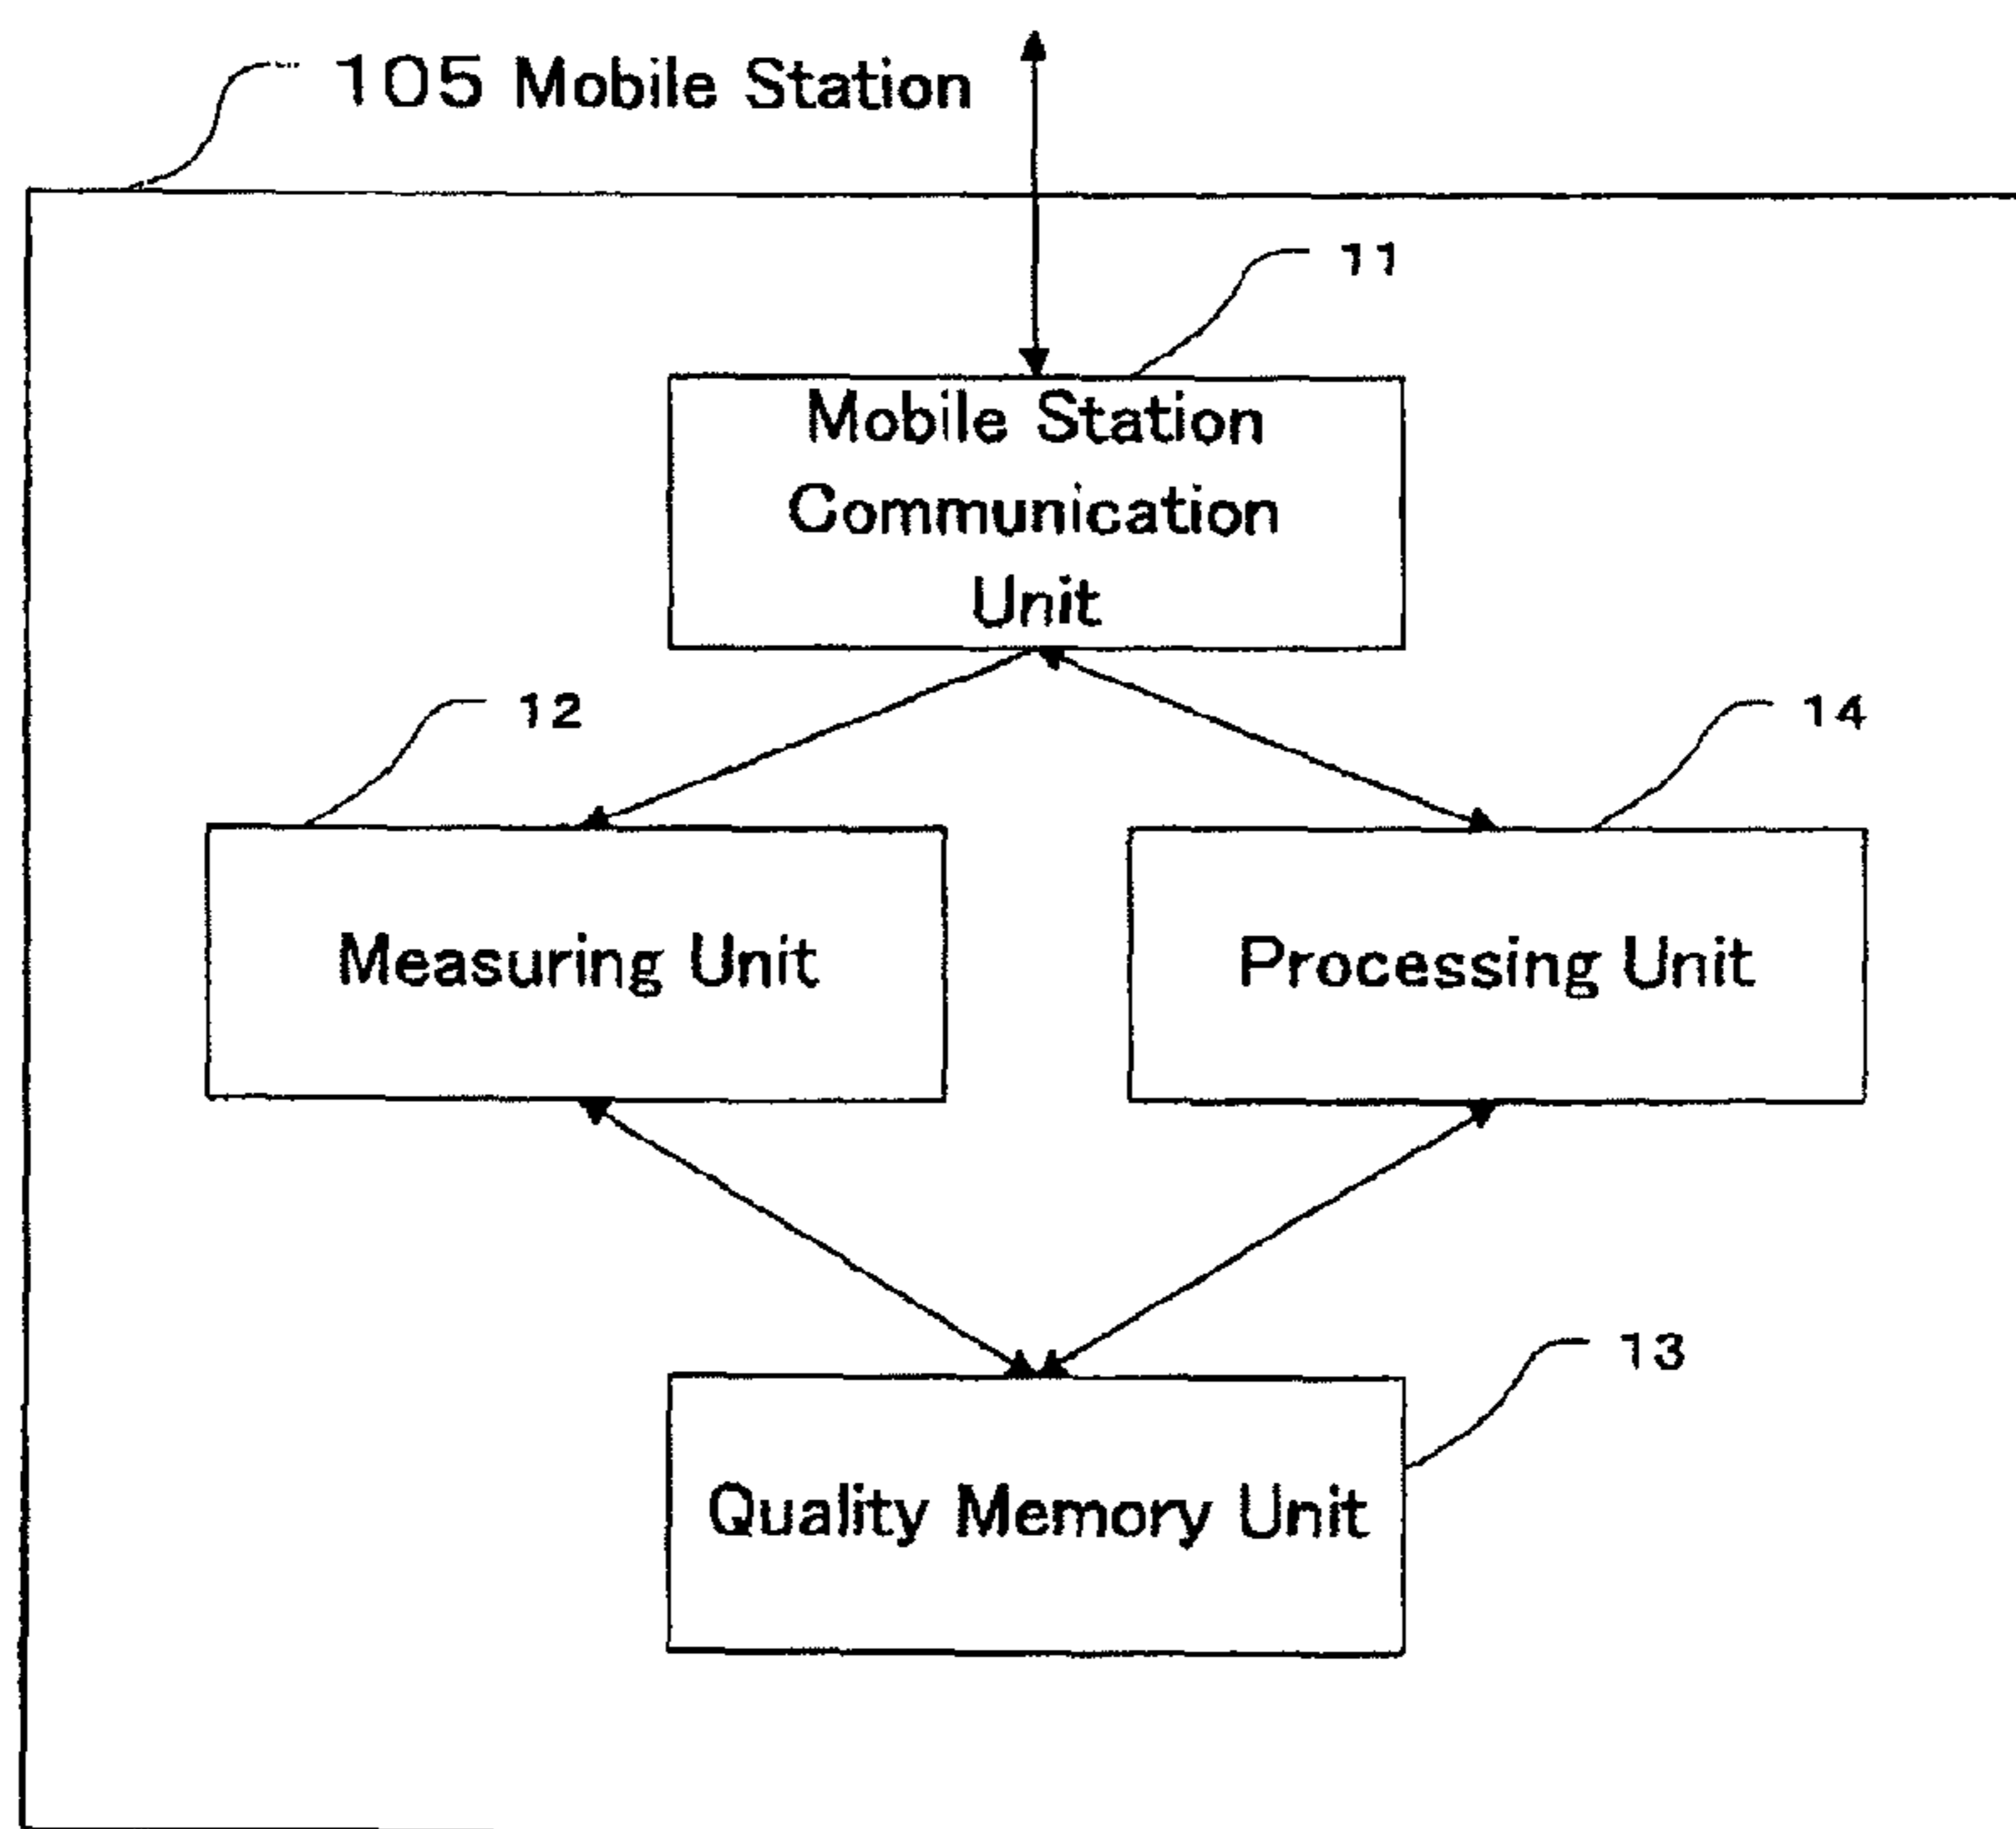 105 Mobile Station
11
Mobile Station
Communication
Unit
12
14
Measuring Unit
Processing Unit
13
Quality Memory Unit